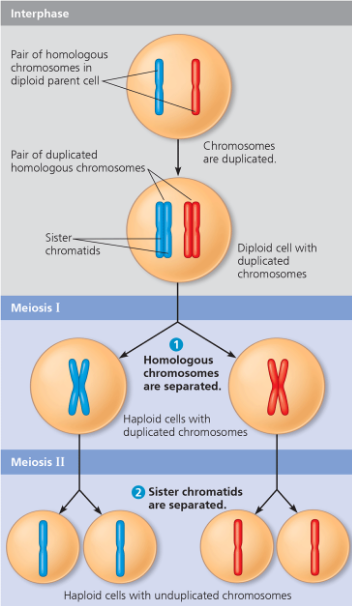 Interphase
Pair of homologous
chromosomes in
diploid parent cell
Chromosomes
are duplicated.
Pair of duplicated
homologous chromosomes
Sister
chromatids
Diploid cell with
duplicated
chromosomes
Meiosis I
1
Homologous
chromosomes
are separated.
Haploid cells with
duplicated chromosomes
Meiosis II
2 Sister chromatids
are separated.
Haploid cells with unduplicated chromosomes